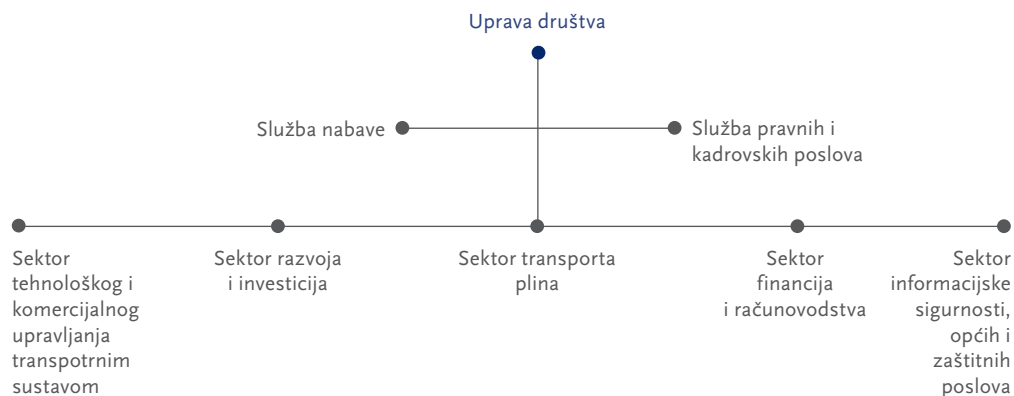 Uprava društva
Služba nabave
Služba pravnih i
kadrovskih poslova
Sektor
tehnološkog i
komercijalnog
upravljanja
transpotrnim
sustavom
Sektor razvoja
i investicija
Sektor transporta
plina
Sektor
financija
i računovodstva
Sektor
informacijske
sigurnosti,
općih i
zaštitnih
poslova